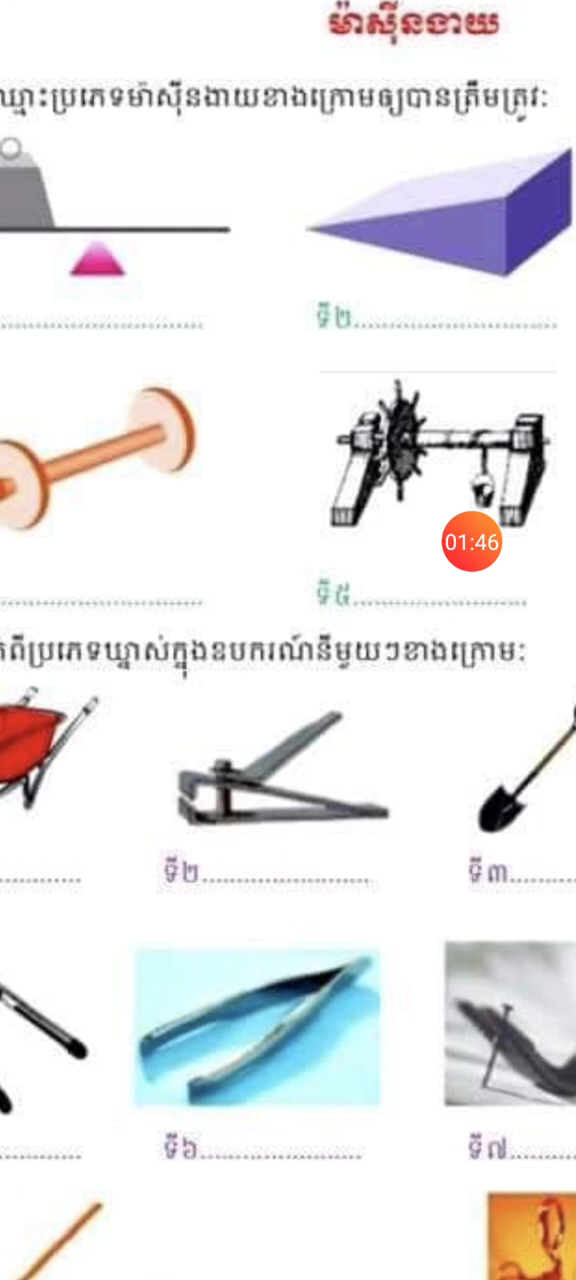 ម៉ាស៊ីនងាយ
ឈ្មោះប្រភេទម៉ាស៊ីនងាយខាងក្រោមឲ្យបានត្រឹមត្រូវ:
........................................
ទី២........................................
........................................
ទី៥..................................
ពីប្រភេទឃ្នាស់ក្នុងឧបករណ៍នីមួយៗខាងក្រោម:
01:46
................
ទី២..................................
ទី៣.............
................
ទី៦................................
ទី៧.............